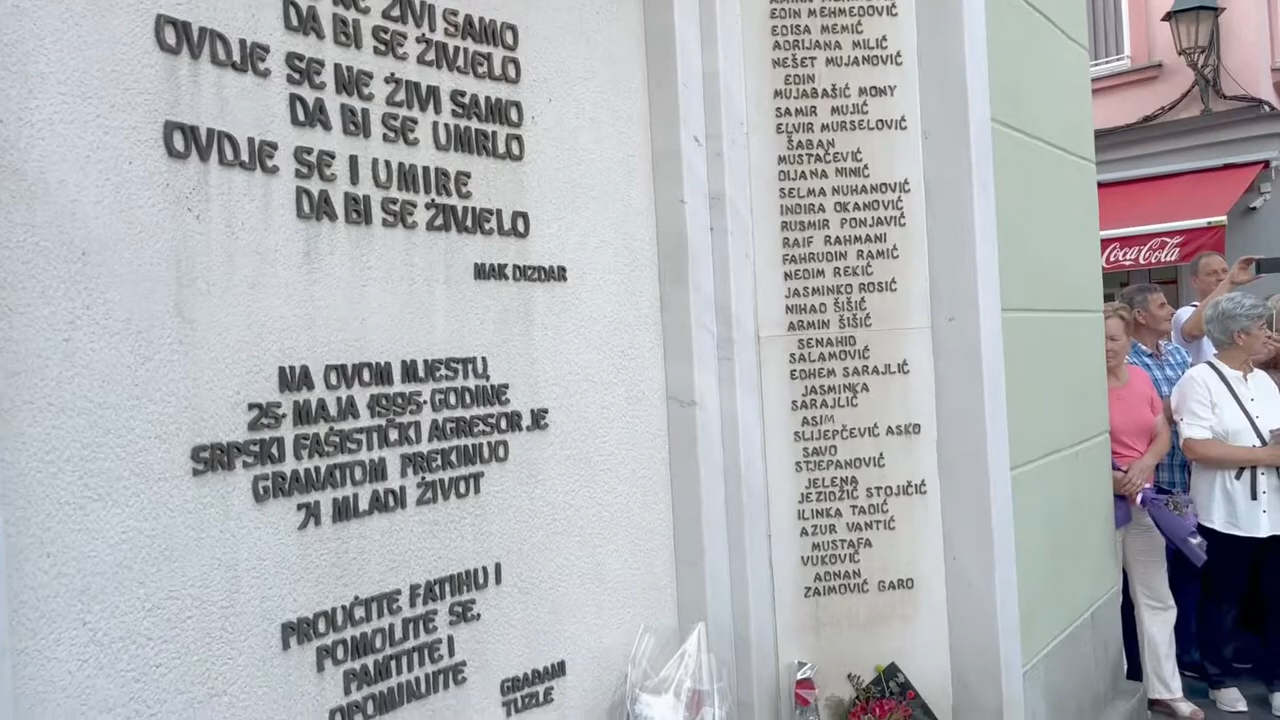 NE ŽIVI SAMO
DA BI SE ŽIVJELO
OVDJE SE NE ŽIVI SAMO
DA BI SE UMRLO
OVDJE SE I UMIRE
DA BI SE ŽIVJELO
MAK DIZDAR
NA OVOM MJESTU,
25. MAJA 1995. GODINE
SRPSKI FAŠISTIČKI AGRESOR JE
GRANATOM PREKINUO
71 MLADI ŽIVOT
PROUČITE FATIHU I
POMOLITE SE,
PAMTITE I
OPOMINJITE
GRAĐANI
TUZLE
EDIN MEHMEDOVIĆ
EDISA MEMIĆ
ADRIJANA MILIĆ
NEŠET MUJANOVIĆ
EDIN
MUJABAŠIĆ MONY
SAMIR MUJIĆ
ELVIR MURSELOVIĆ
ŠABAN
MUSTAČEVIĆ
DIJANA NINIĆ
SELMA NUHANOVIĆ
INDIRA OKANOVIĆ
RUSMIR PONJAVIĆ
RAIF RAHMANI
FAHRUDIN RAMIĆ
NEDIM REKIĆ
JASMINKO ROSIĆ
NIHAD ŠIŠIĆ
ARMIN ŠIŠIĆ
SENAHID
SALAMOVIĆ
EDHEM SARAJLIĆ
JASMINKA
SARAJLIĆ
ASIM
SLIJEPČEVIĆ ASKO
SAVO
STJEPANOVIĆ
JELENA
JEZIDŽIĆ STOJIČIĆ
ILINKA TADIĆ
AZUR VANTIĆ
MUSTAFA
VUKOVIĆ
ADNAN
ZAIMOVIĆ GARO
Coca-Cola